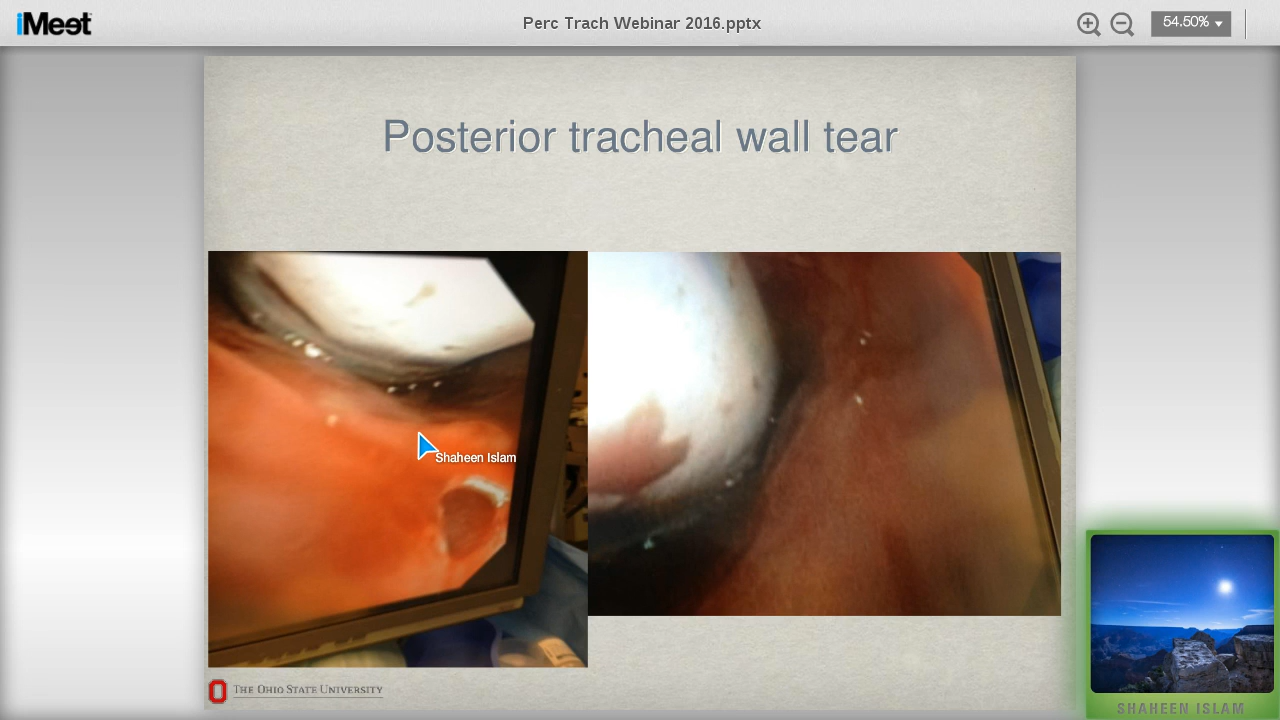 iMeet
Perc Trach Webinar 2016.pptx
54.50%
Posterior tracheal wall tear
Shaheen Islam
The Ohio State University
SHAHEEN ISLAM